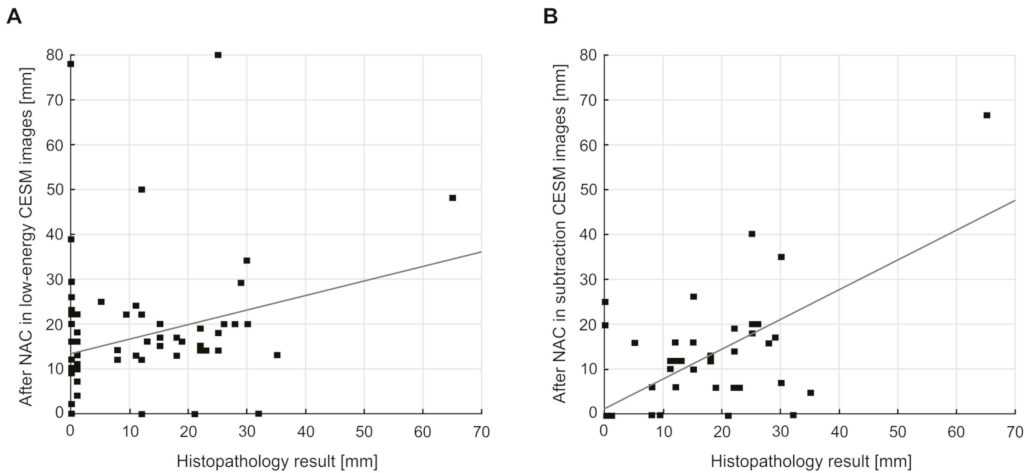 A
After NAC in low-energy CESM images [mm]
80
70
60
50
40
30
20
10
0
0 10 20 30 40 50 60 70
Histopathology result [mm]
B
After NAC in subtraction CESM images [mm]
80
70
60
50
40
30
20
10
0
0 10 20 30 40 50 60 70
Histopathology result [mm]